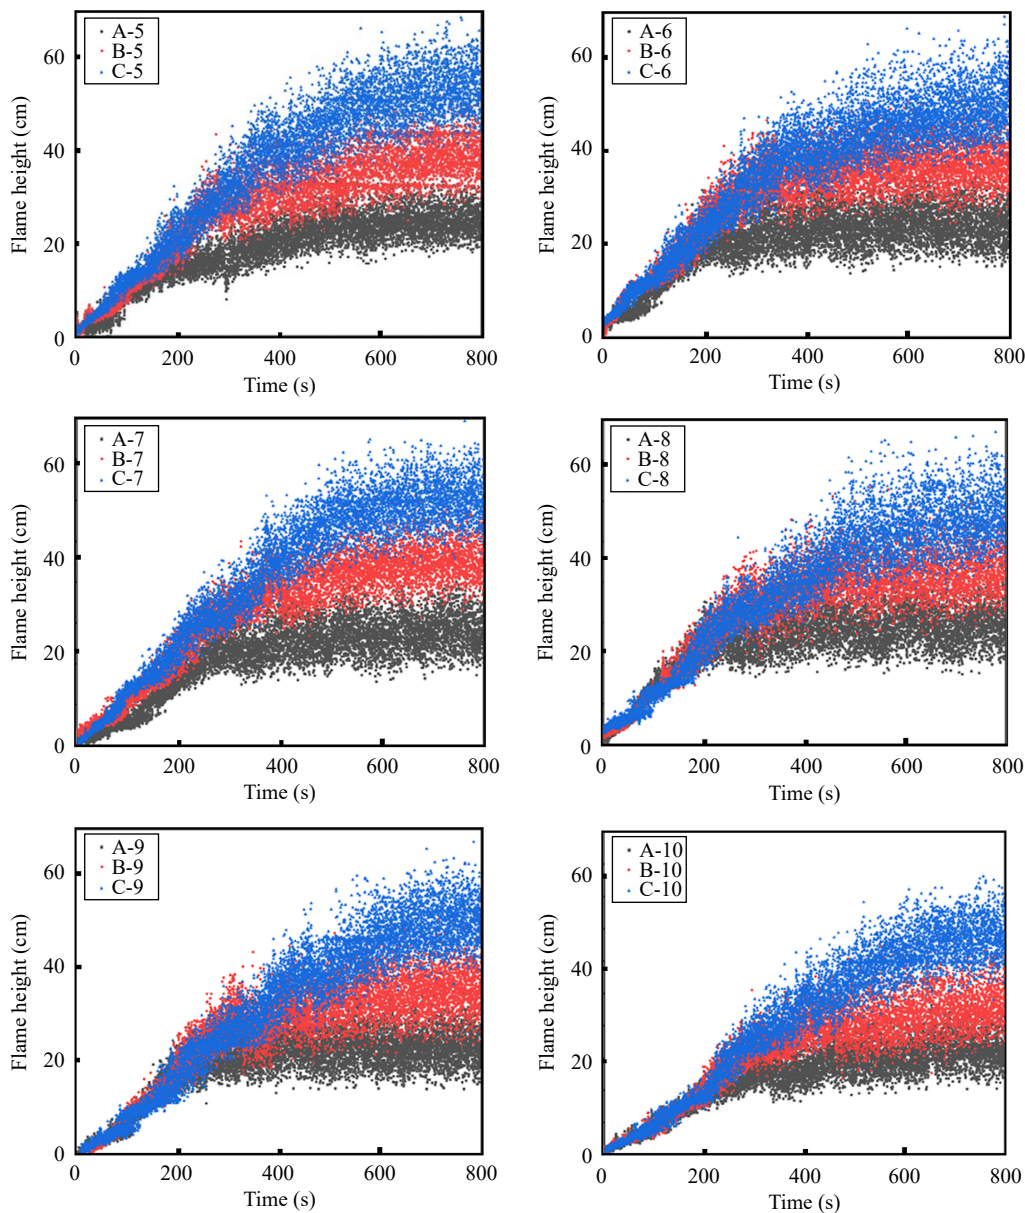 A-5
B-5
C-5
60
40
20
0
Flame height (cm)
0 200 400 600 800
Time (s)
A-6
B-6
C-6
60
40
20
0
Flame height (cm)
0 200 400 600 800
Time (s)
A-7
B-7
C-7
60
40
20
0
Flame height (cm)
0 200 400 600 800
Time (s)
A-8
B-8
C-8
60
40
20
0
Flame height (cm)
0 200 400 600 800
Time (s)
A-9
B-9
C-9
60
40
20
0
Flame height (cm)
0 200 400 600 800
Time (s)
A-10
B-10
C-10
60
40
20
0
Flame height (cm)
0 200 400 600 800
Time (s)